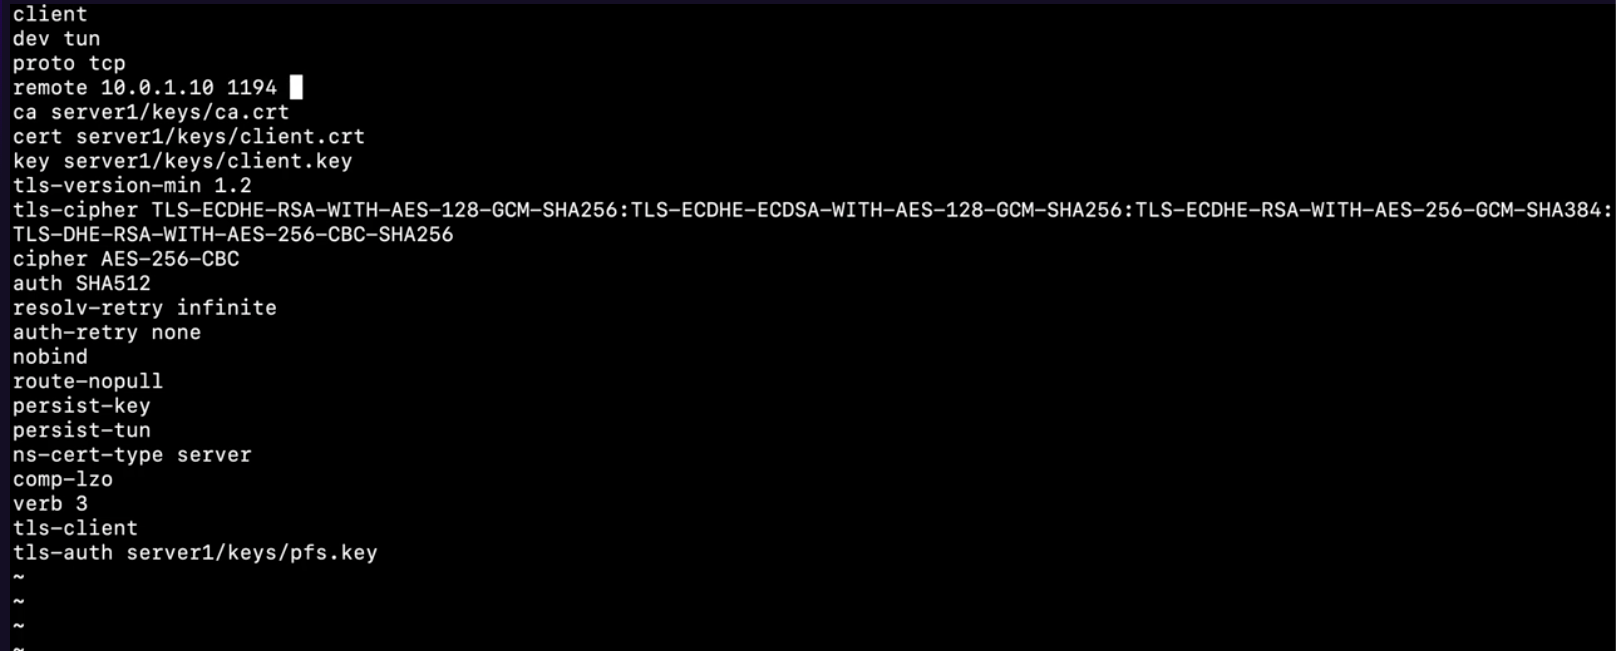 client
dev tun
proto tcp
remote 10.0.1.10 1194
ca server1/keys/ca.crt
cert server1/keys/client.crt
key server1/keys/client.key
tls-version-min 1.2
tls-cipher TLS-ECDHE-RSA-WITH-AES-128-GCM-SHA256:TLS-ECDHE-ECDSA-WITH-AES-128-GCM-SHA256:TLS-ECDHE-RSA-WITH-AES-256-GCM-SHA384:
TLS-DHE-RSA-WITH-AES-256-CBC-SHA256
cipher AES-256-CBC
auth SHA512
resolv-retry infinite
auth-retry none
nobind
route-nopull
persist-key
persist-tun
ns-cert-type server
comp-lzo
verb 3
tls-client
tls-auth server1/keys/pfs.key
~
~
~
~